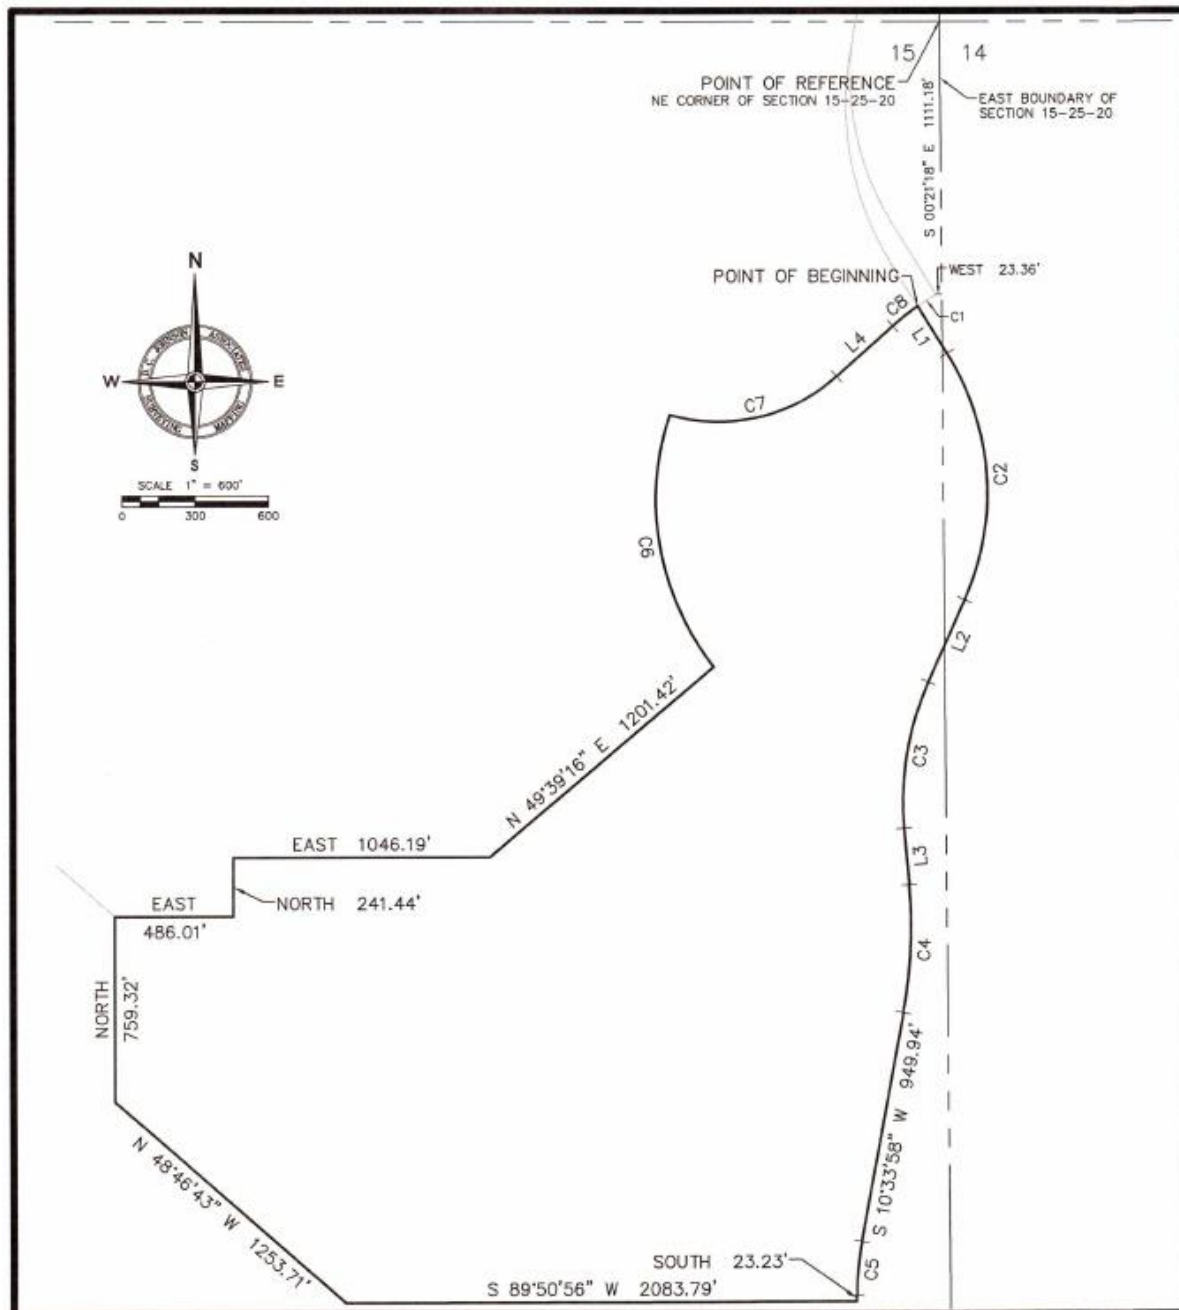 15 14
POINT OF REFERENCE
NE CORNER OF SECTION 15-25-20
EAST BOUNDARY OF
SECTION 15-25-20
S 00°21'18" E 1111.18'
WEST 23.36'
POINT OF BEGINNING
C1
C8
L1
L4
C7
C2
C6
L2
C3
L3
C4
N
W
E
S
D.C. JOHNSON ASSOCIATES
SURVEYING MAPPING
SCALE 1" = 600'
0 300 600
N 49°39'16" E 1201.42'
EAST 1046.19'
NORTH 241.44'
EAST
486.01'
NORTH
759.32'
N 48°46'43" W 1253.71'
S 10°33'58" W 949.94'
SOUTH 23.23'
C5
S 89°50'56" W 2083.79'